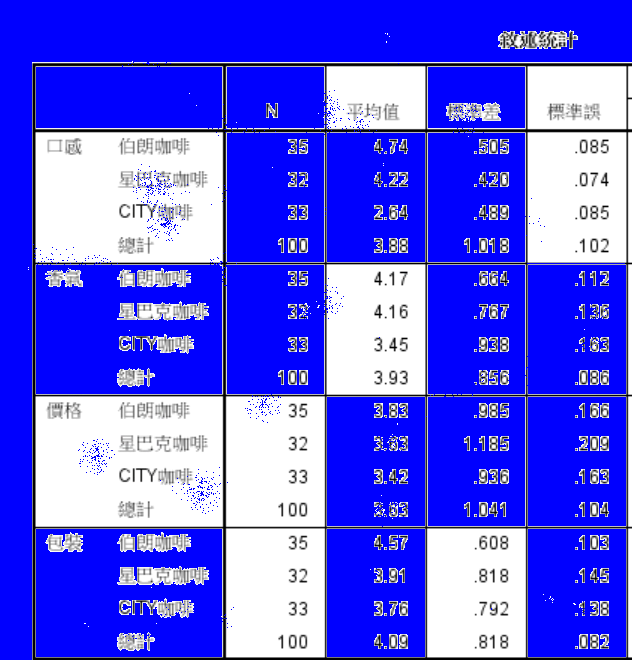 敘述統計
N 平均值 標準差 標準誤
口感 伯朗咖啡 35 4.74 .505 .085
星巴克咖啡 32 4.22 .420 .074
CITY咖啡 33 2.64 .489 .085
總計 100 3.88 1.018 .102
香氣 伯朗咖啡 35 4.17 .664 .112
星巴克咖啡 32 4.16 .767 .136
CITY咖啡 33 3.45 .938 .163
總計 100 3.93 .856 .086
價格 伯朗咖啡 35 3.83 .985 .166
星巴克咖啡 32 3.63 1.185 .209
CITY咖啡 33 3.42 .936 .163
總計 100 3.63 1.041 .104
包裝 伯朗咖啡 35 4.57 .608 .103
星巴克咖啡 32 3.91 .818 .145
CITY咖啡 33 3.76 .792 .138
總計 100 4.09 .818 .082